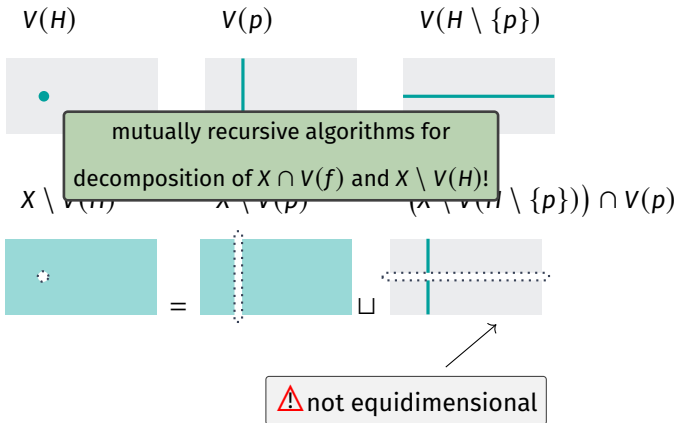 V(H) V(p) V(H \ {p})
mutually recursive algorithms for
decomposition of X ∩ V(f) and X \ V(H)!
X \ V(H) X \ V(p) (X \ V(H \ {p})) ∩ V(p)
= ⊔
not equidimensional